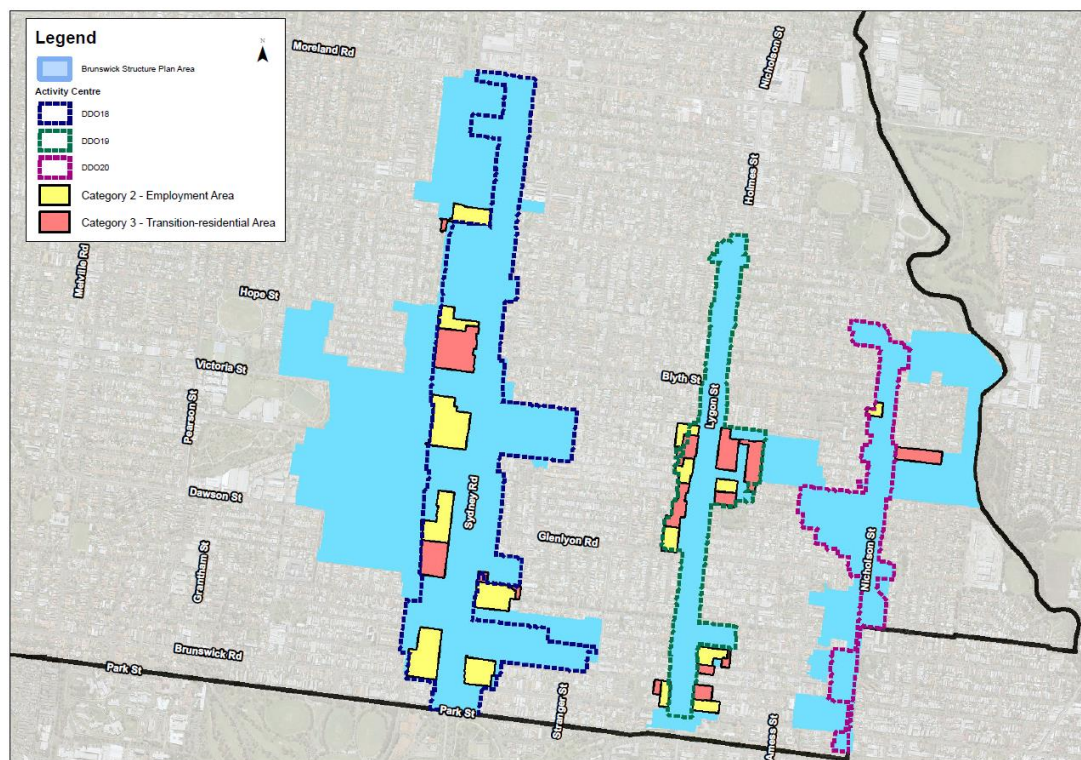 Legend
N
Brunswick Structure Plan Area
Activity Centre
DDO18
DDO19
DDO20
Category 2 - Employment Area
Category 3 - Transition-residential Area
Moreland Rd
Nicholson St
Holmes St
Melville Rd
Hope St
Victoria St
Blyth St
Lygon St
Pearson St
Dawson St
Sydney Rd
Glenlyon Rd
Nicholson St
Grantham St
Brunswick Rd
Park St
Park St
Stranger St
Amess St